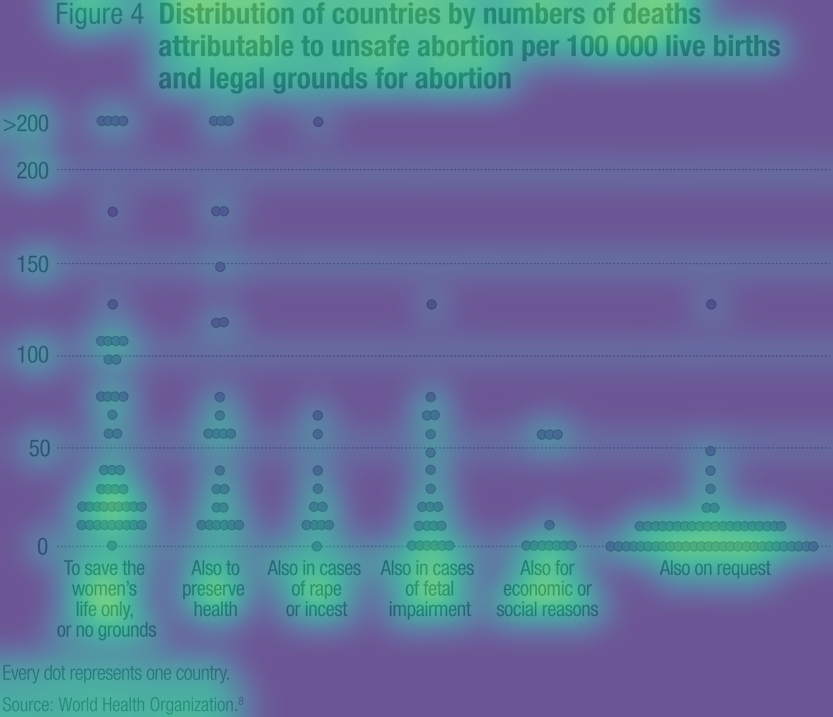 Figure 4 Distribution of countries by numbers of deaths
attributable to unsafe abortion per 100 000 live births
and legal grounds for abortion
>200
200
150
100
50
0
To save the
women's
life only,
or no grounds
Also to
preserve
health
Also in cases
of rape
or incest
Also in cases
of fetal
impairment
Also for
economic or
social reasons
Also on request
Every dot represents one country.
Source: World Health Organization.⁸